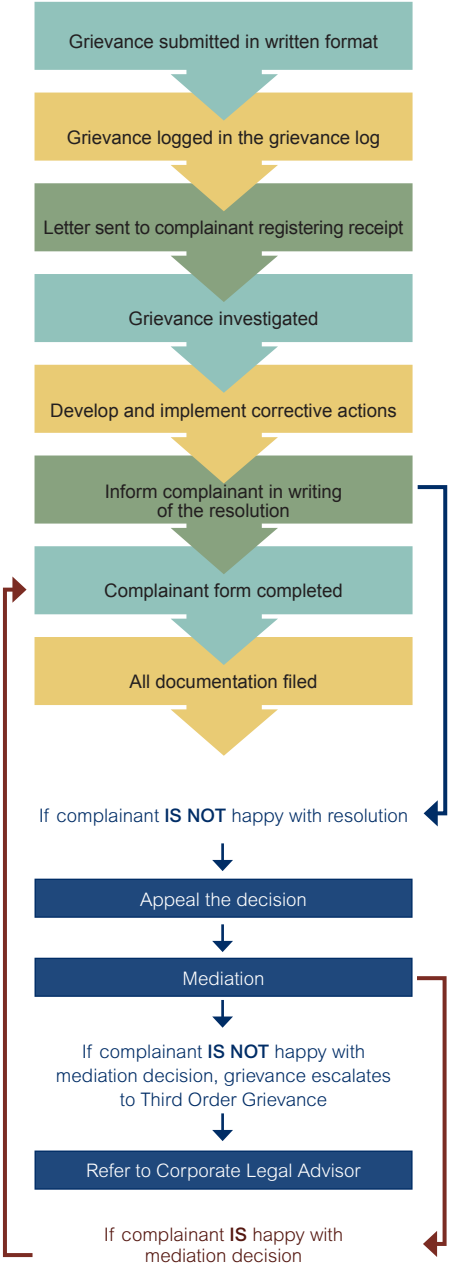 Grievance submitted in written format
Grievance logged in the grievance log
Letter sent to complainant registering receipt
Grievance investigated
Develop and implement corrective actions
Inform complainant in writing
of the resolution
Complainant form completed
All documentation filed
If complainant IS NOT happy with resolution
Appeal the decision
Mediation
If complainant IS NOT happy with
mediation decision, grievance escalates
to Third Order Grievance
Refer to Corporate Legal Advisor
If complainant IS happy with
mediation decision